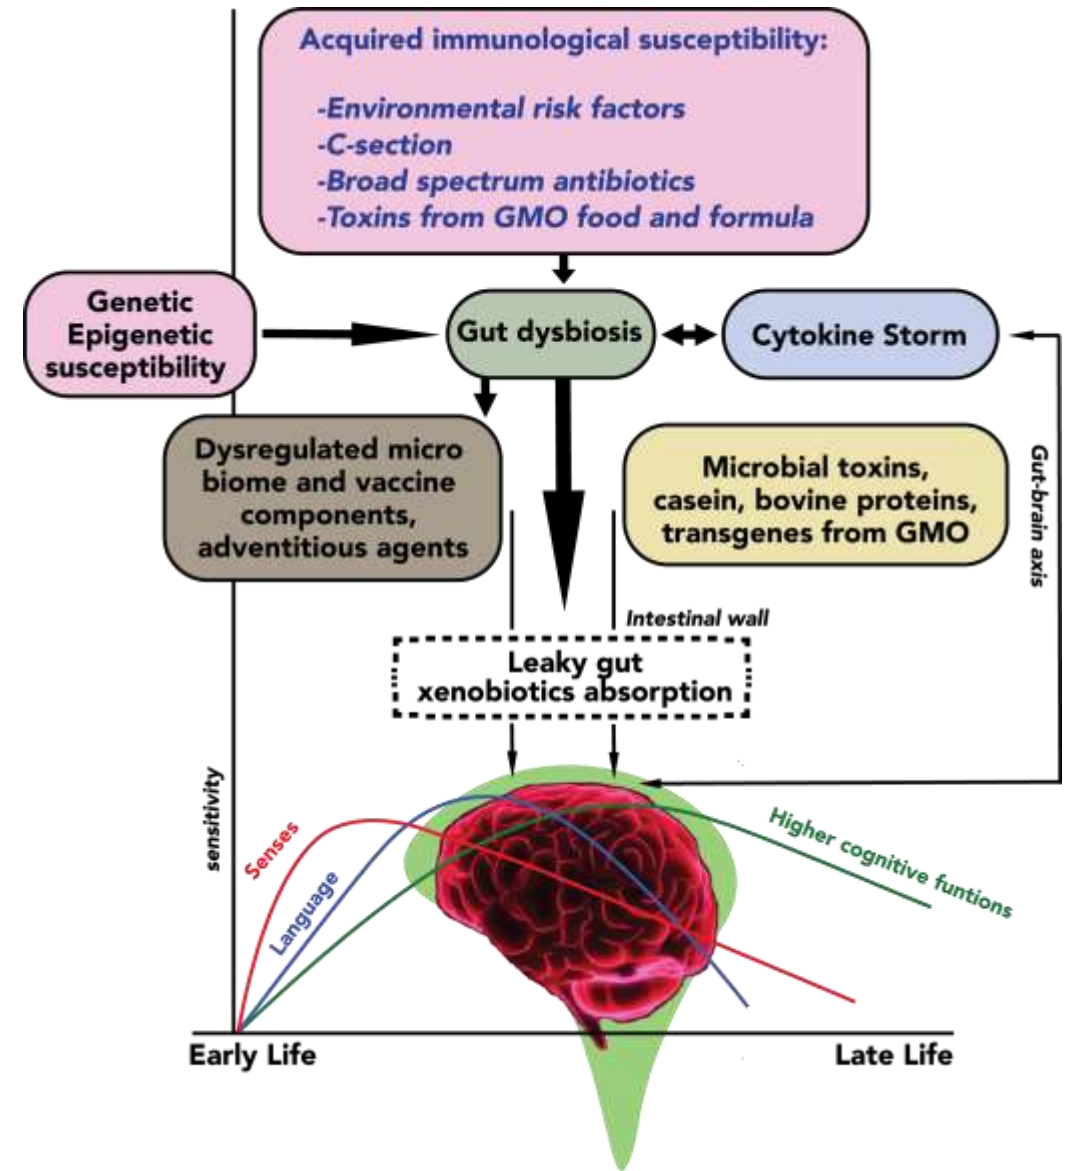 Acquired immunological susceptibility:
-Environmental risk factors
-C-section
-Broad spectrum antibiotics
-Toxins from GMO food and formula
Genetic
Epigenetic
susceptibility
Gut dysbiosis
Cytokine Storm
Dysregulated micro
biome and vaccine
components,
adventitious agents
Microbial toxins,
casein, bovine proteins,
transgenes from GMO
Gut-brain axis
Intestinal wall
Leaky gut
xenobiotics absorption
sensitivity
Senses
Language
Higher cognitive funtions
Early Life
Late Life